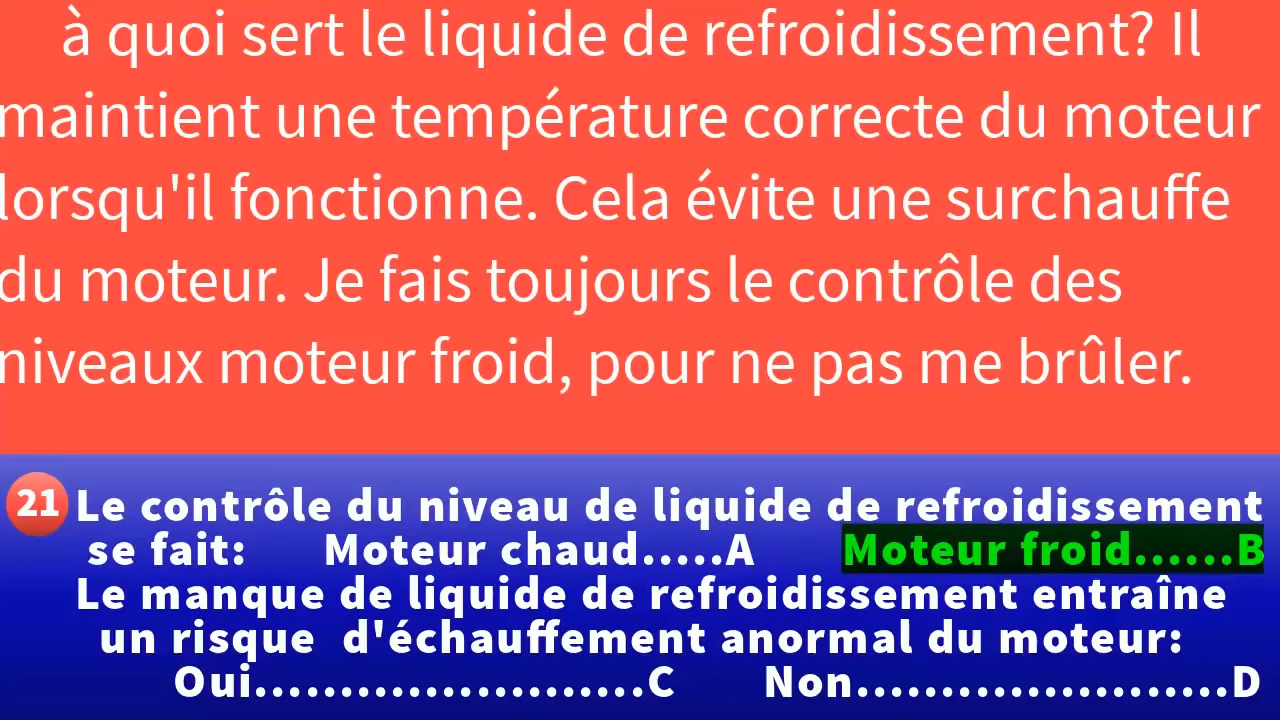 à quoi sert le liquide de refroidissement? Il
maintient une température correcte du moteur
lorsqu'il fonctionne. Cela évite une surchauffe
du moteur. Je fais toujours le contrôle des
niveaux moteur froid, pour ne pas me brûler.
21 Le contrôle du niveau de liquide de refroidissement
se fait: Moteur chaud.....A Moteur froid......B
Le manque de liquide de refroidissement entraîne
un risque d'échauffement anormal du moteur:
Oui.......................C Non......................D